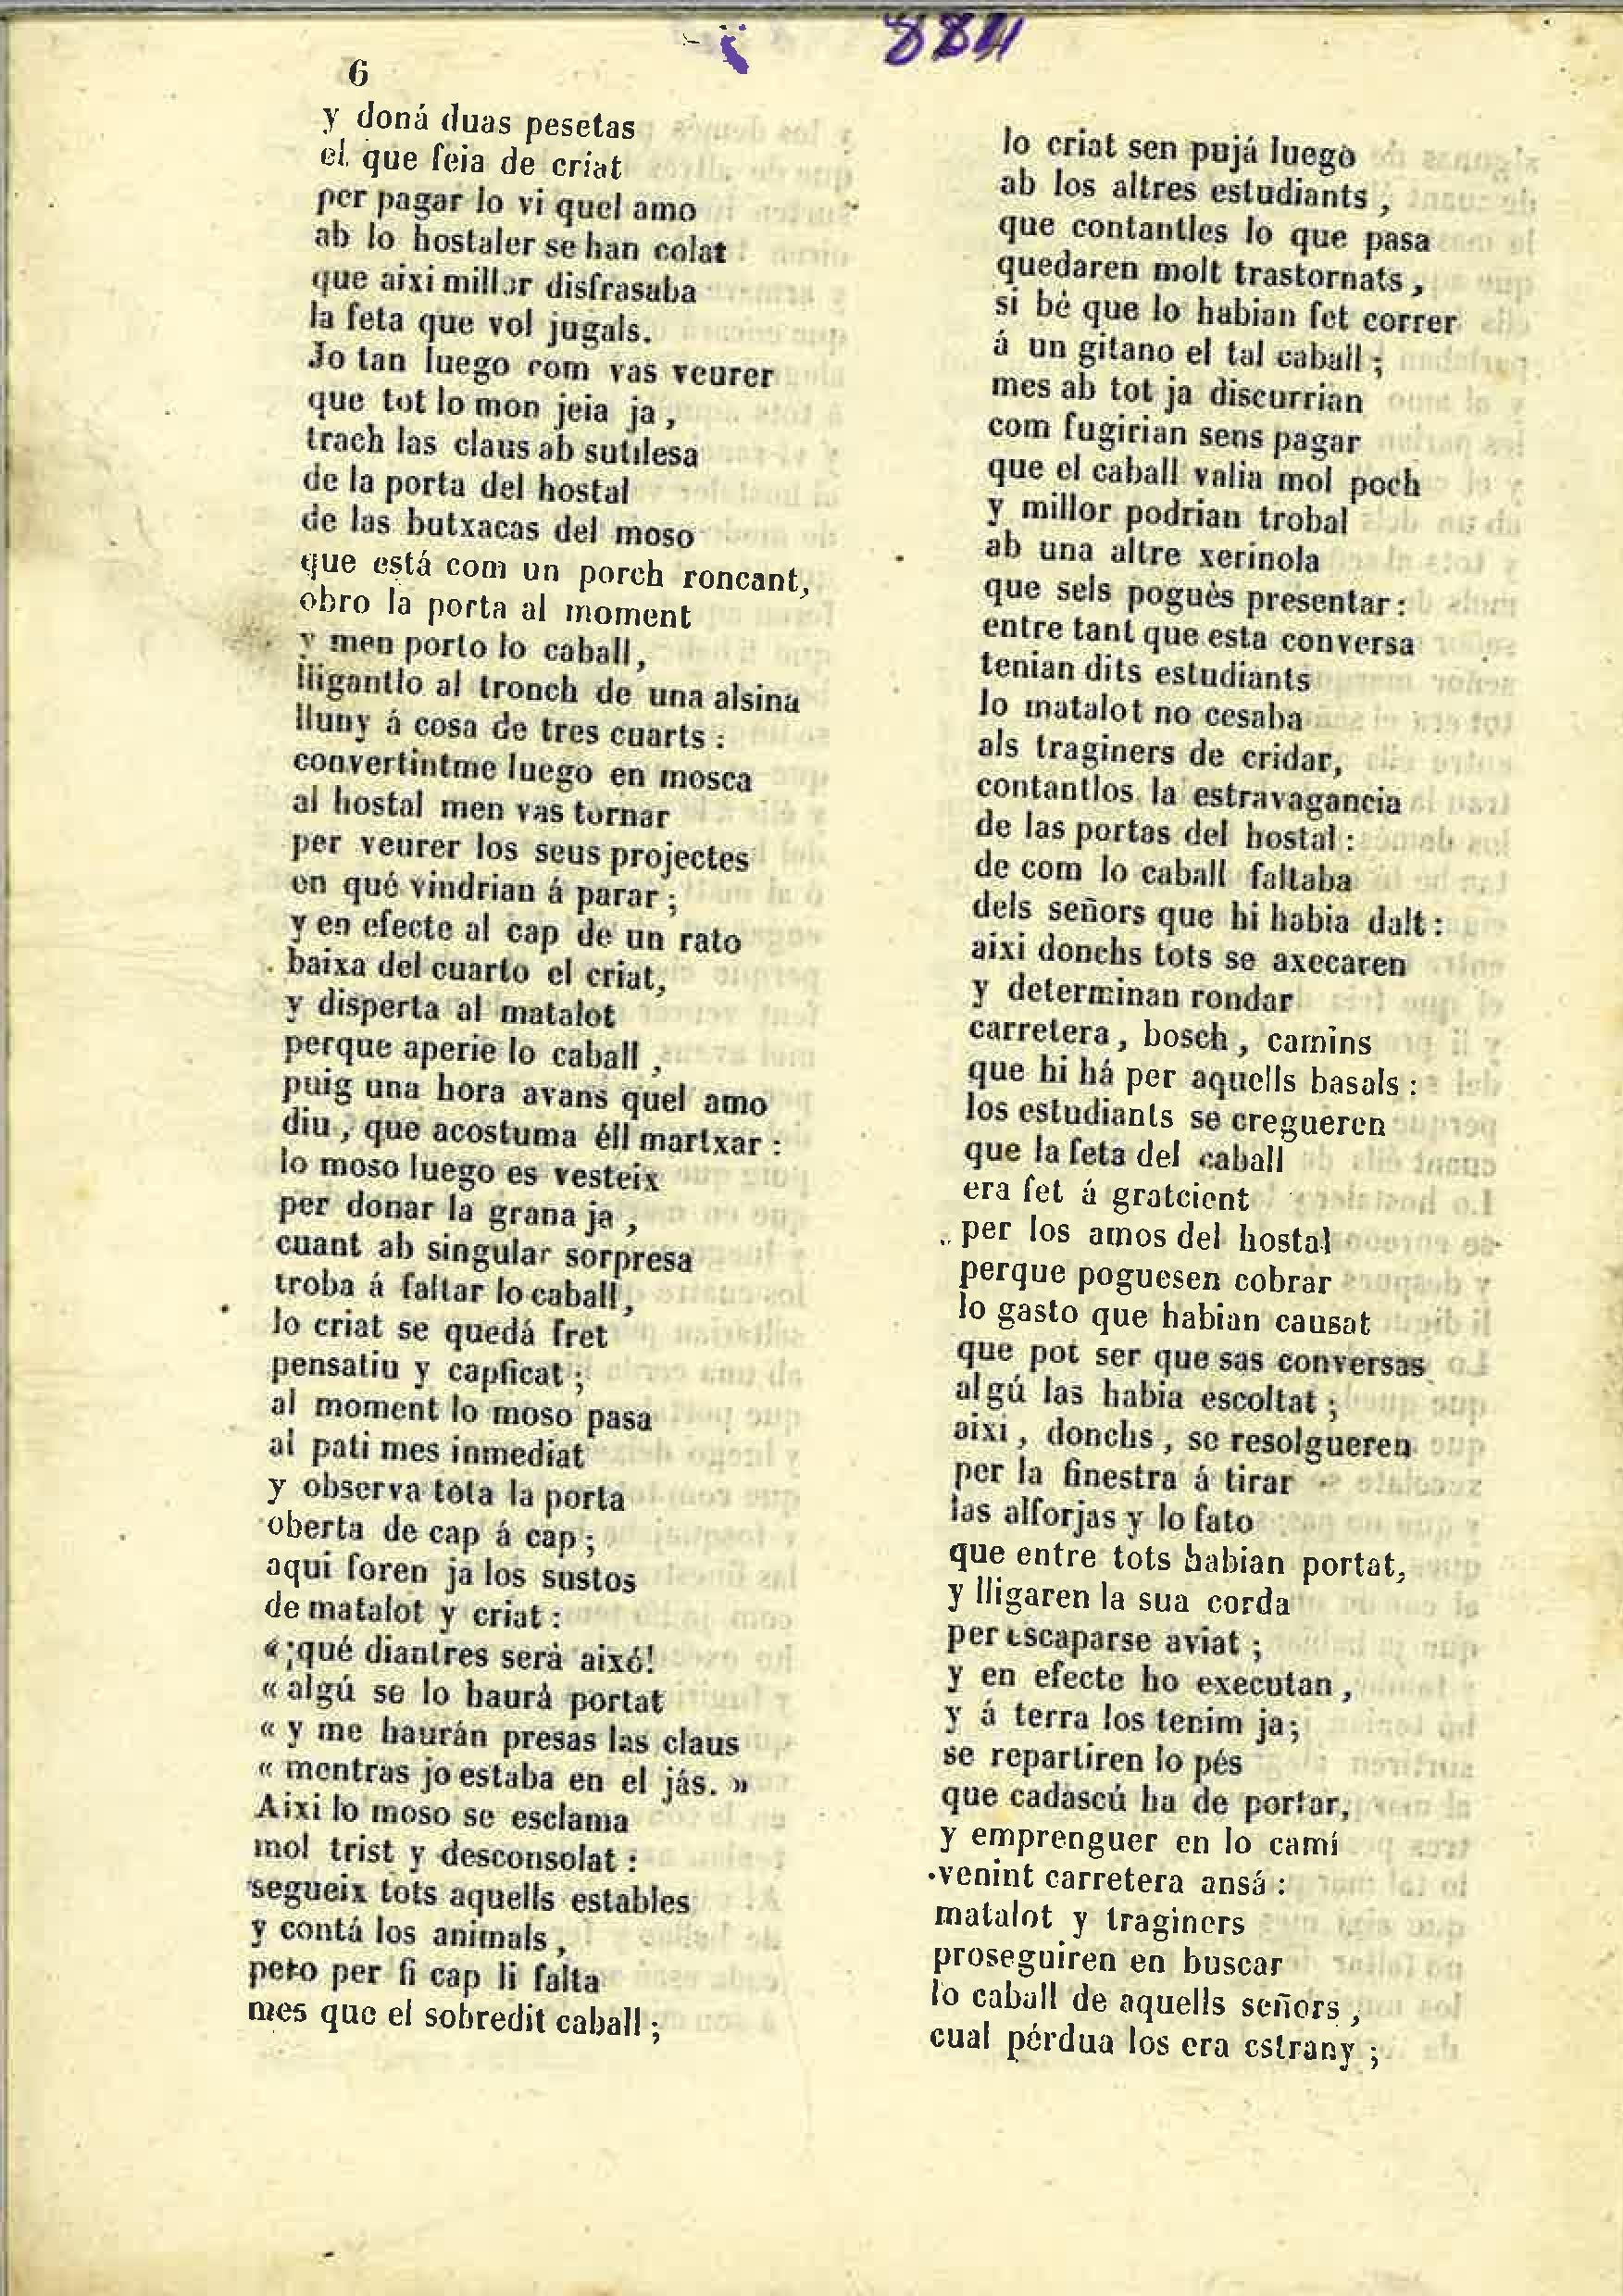 884
6
y doná duas pesetas
el que feia de criat
per pagar lo vi quel amo
ab lo hostaler se han colat
que aixi millor disfrasaba
la feta que vol jugals.
Jo tan luego com vas veurer
que tot lo mon jeia ja,
trach las claus ab sutilesa
de la porta del hostal
de las butxacas del moso
que está com un porch roncant,
obro la porta al moment
y men porto lo caball,
lligantlo al tronch de una alsina
lluny á cosa de tres cuarts :
convertintme luego en mosca
al hostal men vas tornar
per veurer los seus projectes
en qué vindrian á parar ;
y en efecte al cap de un rato
baixa del cuarto el criat,
y disperta al matalot
perque aperie lo caball ,
puig una hora avans quel amo
diu , que acostuma éll martxar :
lo moso luego es vesteix
per donar la grana ja ,
cuant ab singular sorpresa
troba á faltar lo caball,
lo criat se quedá fret
pensatiu y capficat ;
al moment lo moso pasa
al pati mes inmediat
y observa tota la porta
oberta de cap á cap ;
aqui foren ja los sustos
de matalot y criat :
« ¡qué diantres serà aixó!
« algú se lo haurá portat
« y me haurán presas las claus
« mentras jo estaba en el jás. »
Aixi lo moso se esclama
mol trist y desconsolat :
segueix tots aquells estables
y contá los animals ,
pero per fi cap li falta
mes que el sobredit caball ;
lo criat sen pujá luego
ab los altres estudiants ,
que contantles lo que pasa
quedaren molt trastornats ,
si bé que lo habian fet correr
á un gitano el tal caball ;
mes ab tot ja discurrian
com fugirian sens pagar
que el caball valia mol poch
y millor podrian trobal
ab una altre xerinola
que sels pogués presentar :
entre tant que esta conversa
tenian dits estudiants
lo matalot no cesaba
als traginers de cridar,
contantlos la estravagancia
de las portas del hostal :
de com lo caball faltaba
dels señors que hi habia dalt :
aixi donchs tots se axecaren
y determinan rondar
carretera , bosch , camins
que hi há per aquells basals :
los estudiants se cregueren
que la feta del caball
era fet á gratcient
per los amos del hostal
perque poguesen cobrar
lo gasto que habian causat
que pot ser que sas conversas
algú las habia escoltat ;
aixi , donchs , se resolgueren
per la finestra á tirar
las alforjas y lo fato
que entre tots habian portat,
y lligaren la sua corda
per escaparse aviat ;
y en efecte ho executan ,
y á terra los tenim ja;
se repartiren lo pés
que cadascú ha de portar,
y emprenguer en lo camí
venint carretera ansá :
matalot y traginers
proseguiren en buscar
lo caball de aquells señors ,
cual pérdua los era estrany ;